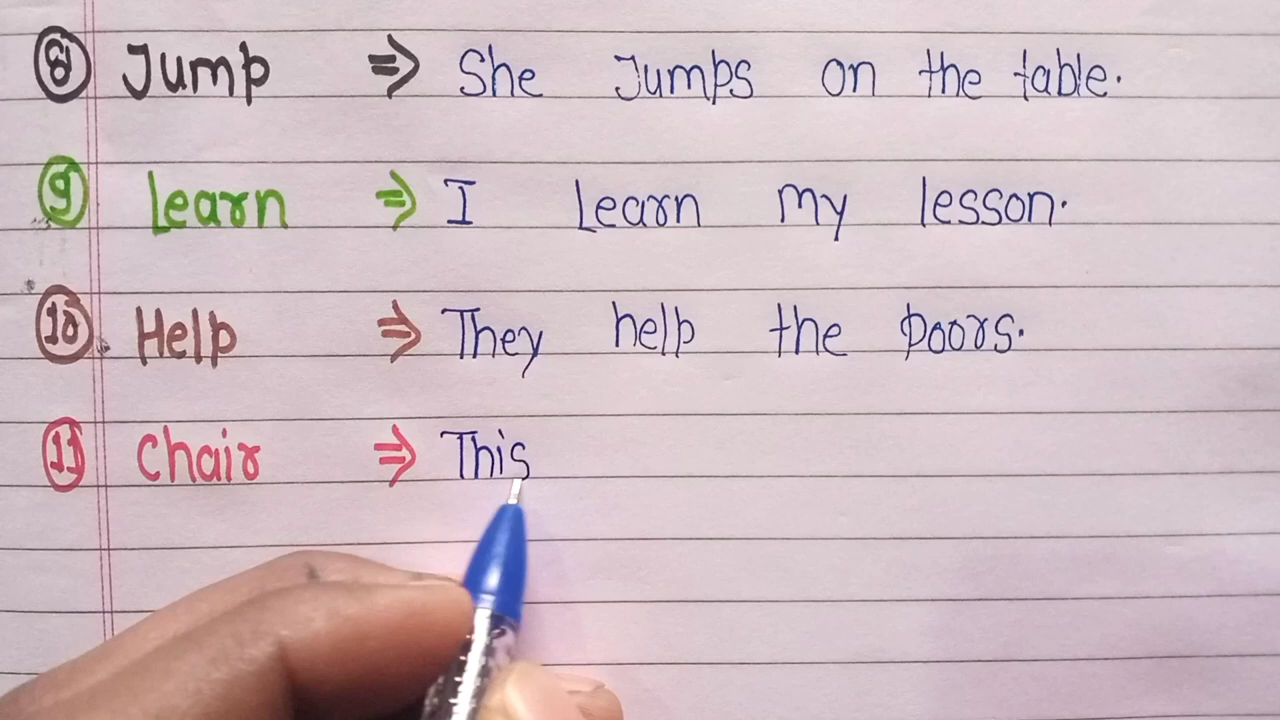 8 Jump ⇒ She Jumps on the table.
9 Learn ⇒ I Learn my lesson.
10 Help ⇒ They help the poors.
11 Chair ⇒ This